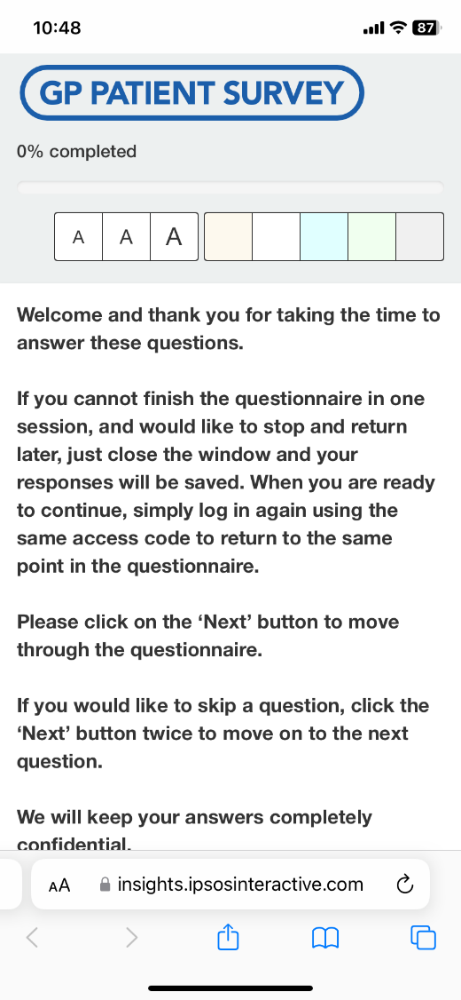 10:48
87
GP PATIENT SURVEY
0% completed
A A A
Welcome and thank you for taking the time to
answer these questions.
If you cannot finish the questionnaire in one
session, and would like to stop and return
later, just close the window and your
responses will be saved. When you are ready
to continue, simply log in again using the
same access code to return to the same
point in the questionnaire.
Please click on the ‘Next’ button to move
through the questionnaire.
If you would like to skip a question, click the
‘Next’ button twice to move on to the next
question.
We will keep your answers completely
confidential.
AA insights.ipsosinteractive.com